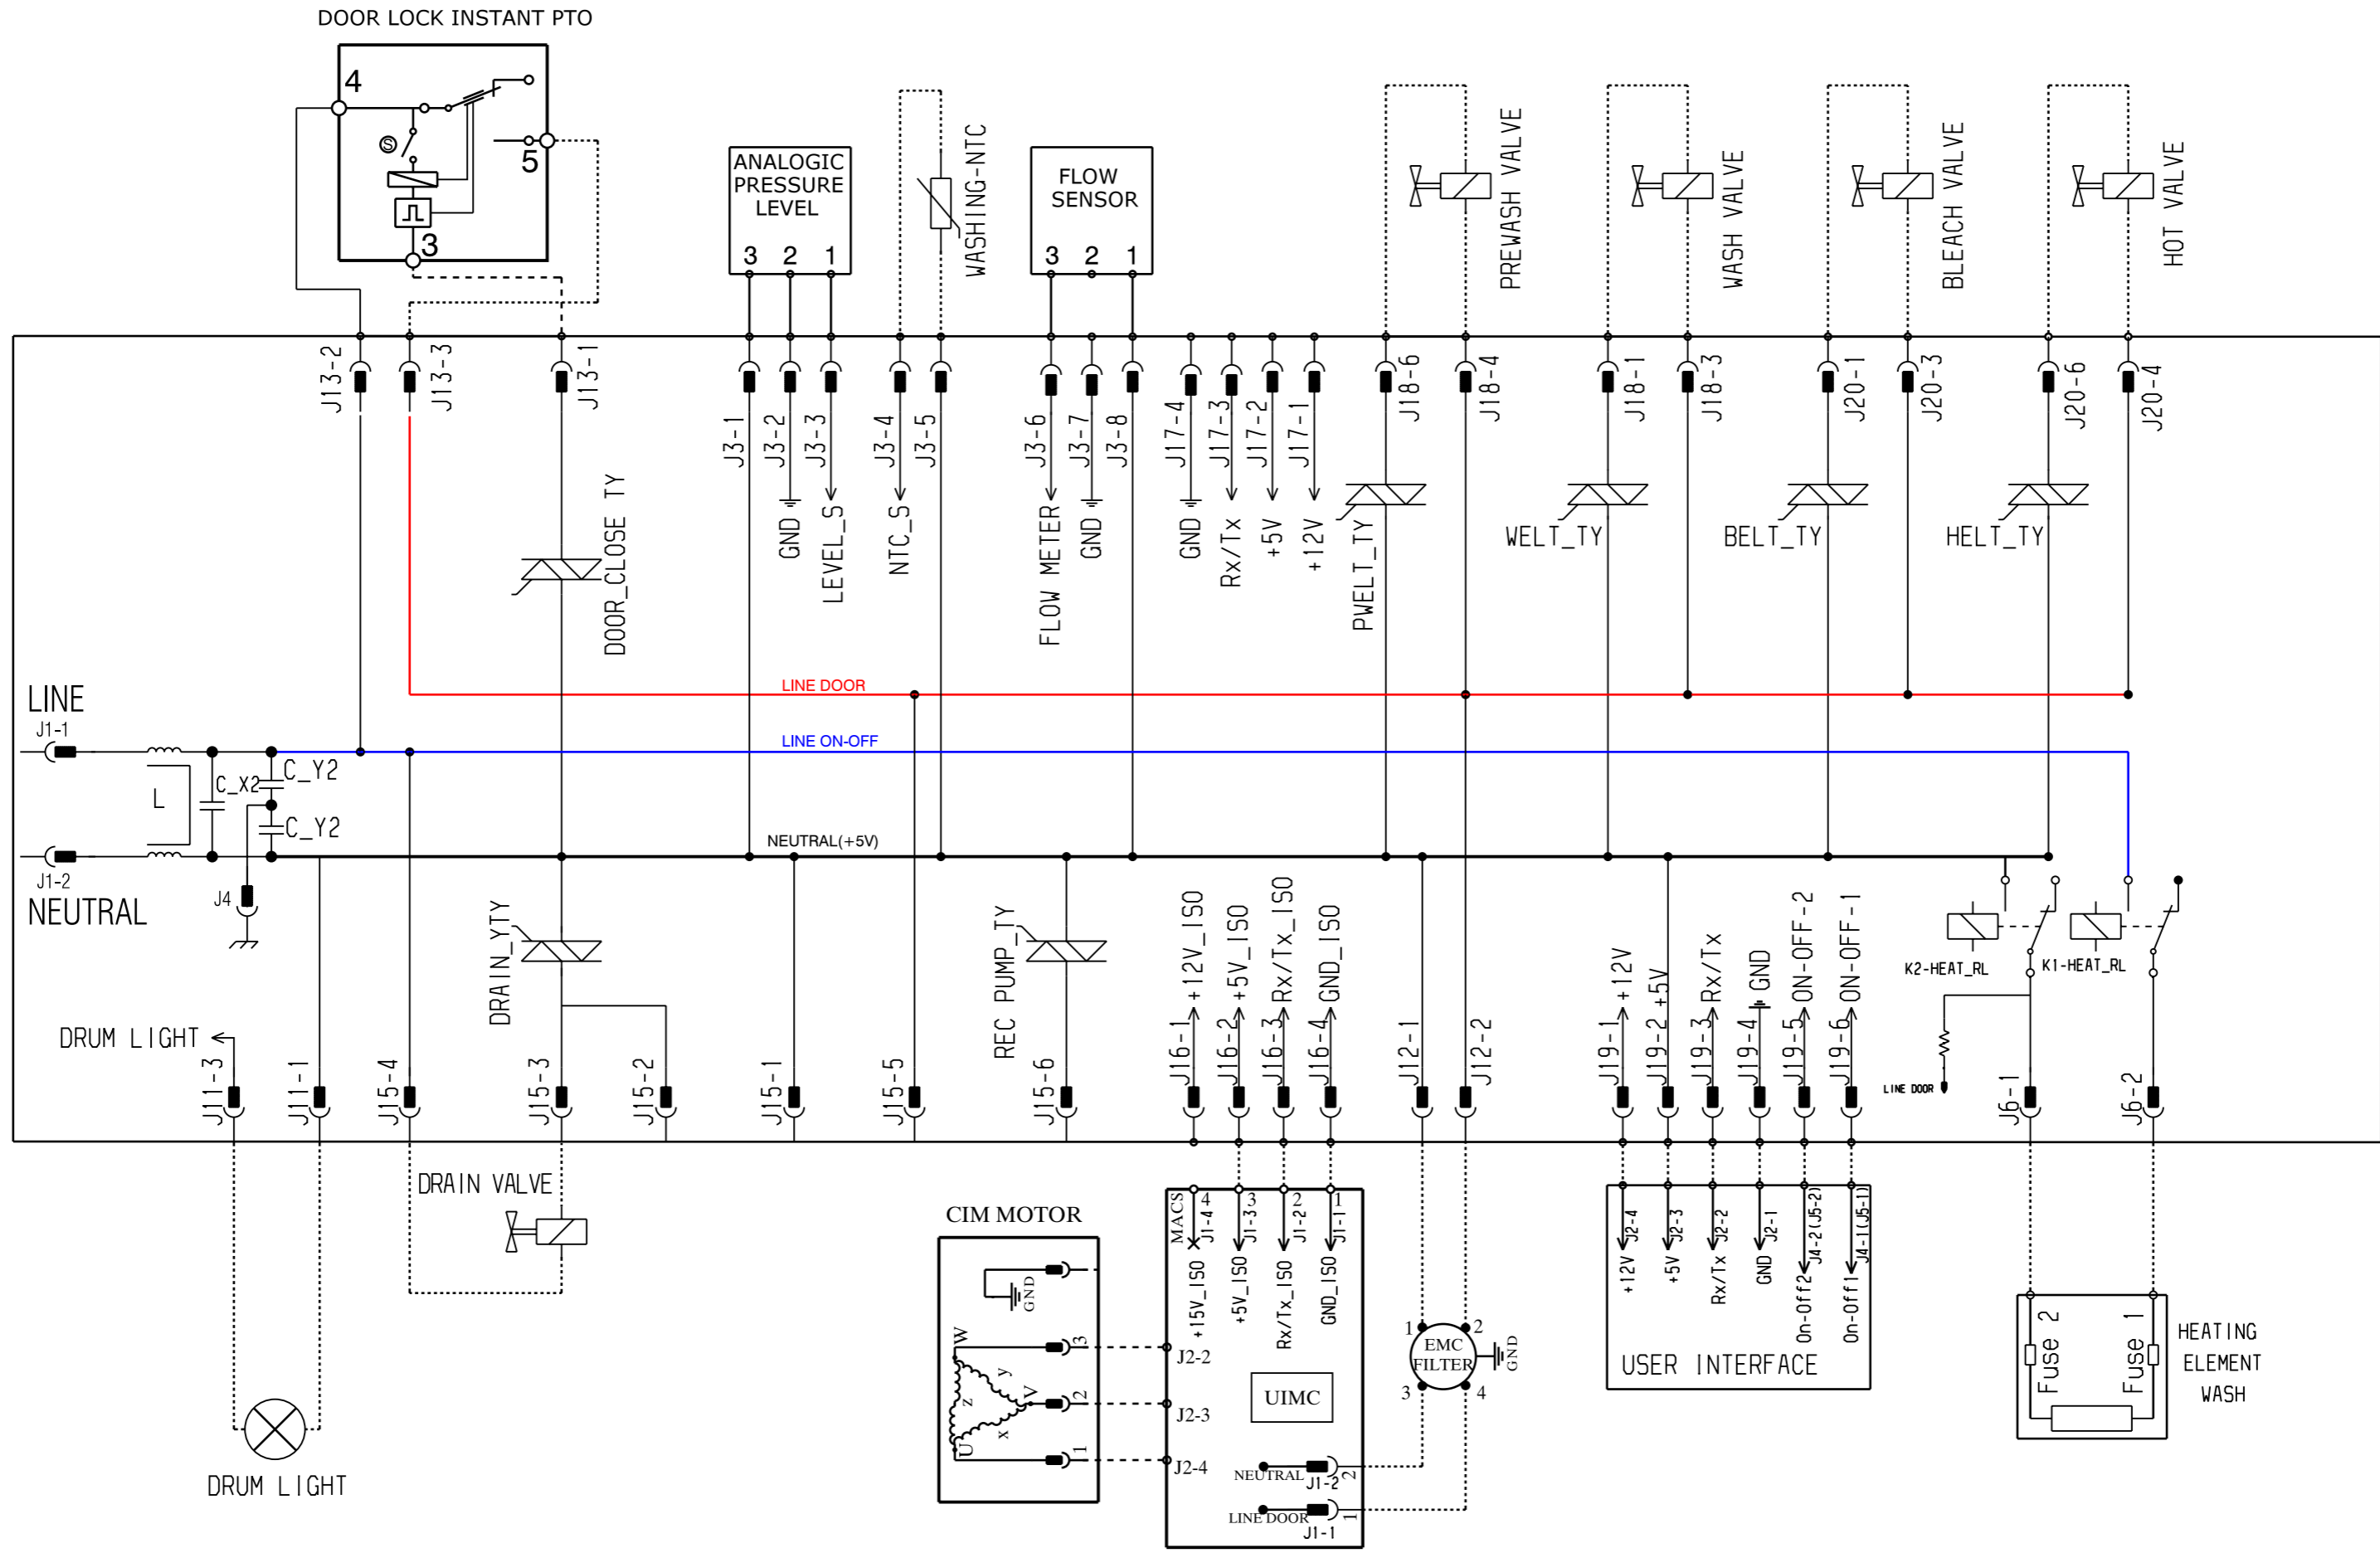 DOOR LOCK INSTANT PTO
4
S
5
3
ANALOGIC
PRESSURE
LEVEL
3 2 1
WASHING-NTC
FLOW
SENSOR
3 2 1
PREWASH VALVE
WASH VALVE
BLEACH VALVE
HOT VALVE
J13-2
J13-3
J13-1
J3-1
J3-2
J3-3
J3-4
J3-5
J3-6
J3-7
J3-8
J17-4
J17-3
J17-2
J17-1
J18-6
J18-4
J18-1
J18-3
J20-1
J20-3
J20-6
J20-4
DOOR_CLOSE TY
GND
LEVEL_S
NTC_S
FLOW METER
GND
GND
Rx/Tx
+5V
+12V
PWELT_TY
WELT_TY
BELT_TY
HELT_TY
LINE DOOR
LINE
J1-1
LINE ON-OFF
L
C_X2
C_Y2
C_Y2
NEUTRAL(+5V)
J1-2
NEUTRAL
J4
DRAIN_YTY
REC PUMP_TY
+12V_ISO
+5V_ISO
Rx/Tx_ISO
GND_ISO
+12V
+5V
Rx/Tx
GND
ON-OFF-2
ON-OFF-1
K2-HEAT_RL
K1-HEAT_RL
LINE DOOR
DRUM LIGHT
J11-3
J11-1
J15-4
J15-3
J15-2
J15-1
J15-5
J15-6
J16-1
J16-2
J16-3
J16-4
J12-1
J12-2
J19-1
J19-2
J19-3
J19-4
J19-5
J19-6
J6-1
J6-2
DRAIN VALVE
CIM MOTOR
GND
W
3
y
V
z
2
x
U
1
MACS
4
3
2
1
J1-4
J1-3
J1-2
J1-1
+15V_ISO
+5V_ISO
Rx/Tx_ISO
GND_ISO
J2-2
J2-3
J2-4
UIMC
NEUTRAL
J1-2
2
LINE DOOR
J1-1
1
1
2
EMC
FILTER
3
4
GND
J2-4
J2-3
J2-2
J2-1
J4-2(J5-2)
J4-1(J5-1)
+12V
+5V
Rx/Tx
GND
On-Off2
On-Off1
USER INTERFACE
Fuse 2
Fuse 1
HEATING
ELEMENT
WASH
DRUM LIGHT